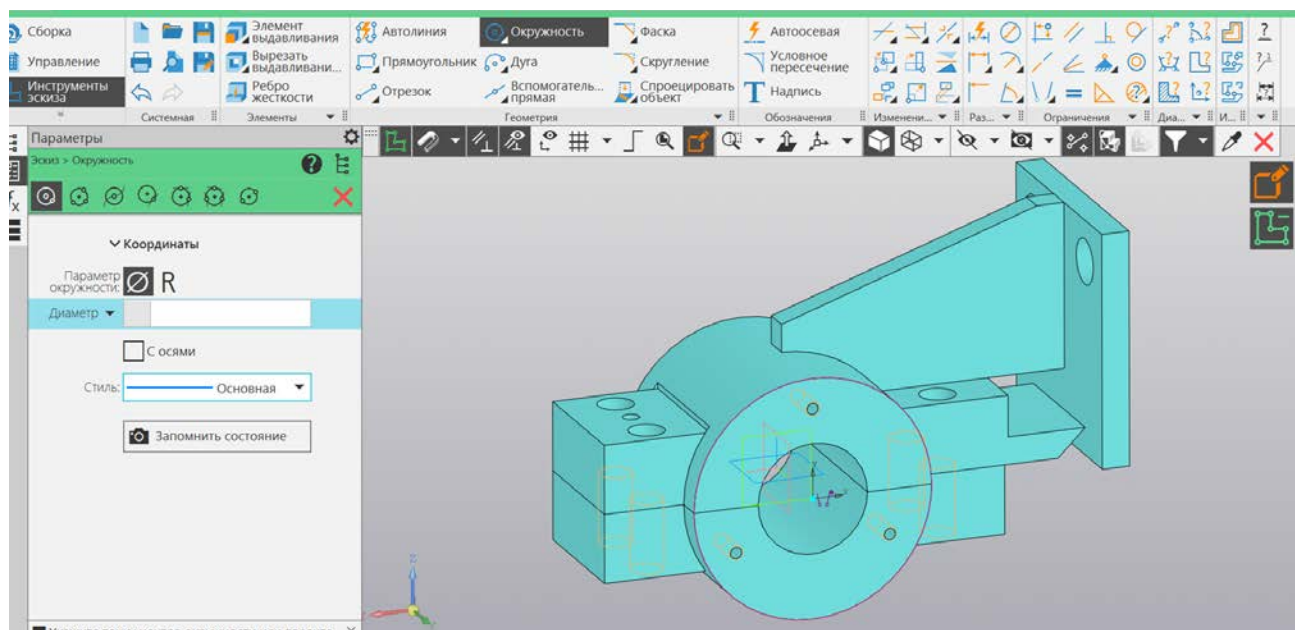 Сборка
Управление
Инструменты
эскиза
Системная
Элемент
выдавливания
Вырезать
выдавливани...
Ребро
жесткости
Элементы
Автолиния
Окружность
Фаска
Прямоугольник
Дуга
Скругление
Отрезок
Вспомогатель...
прямая
Спроецировать
объект
Геометрия
Автоосевая
Условное
пересечение
Надпись
Обозначения
Изменени...
Раз...
Ограничения
Диа...
И...
Параметры
Эскиз > Окружность
Координаты
Параметр
окружности:
R
Диаметр
С осями
Стиль:
Основная
Запомнить состояние